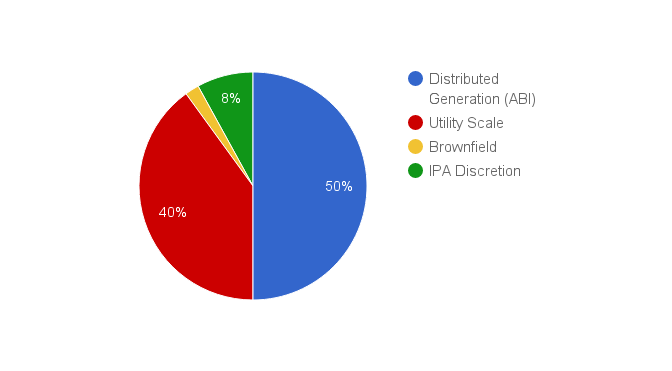 Distributed
Generation (ABI)
Utility Scale
Brownfield
IPA Discretion
8%
50%
40%